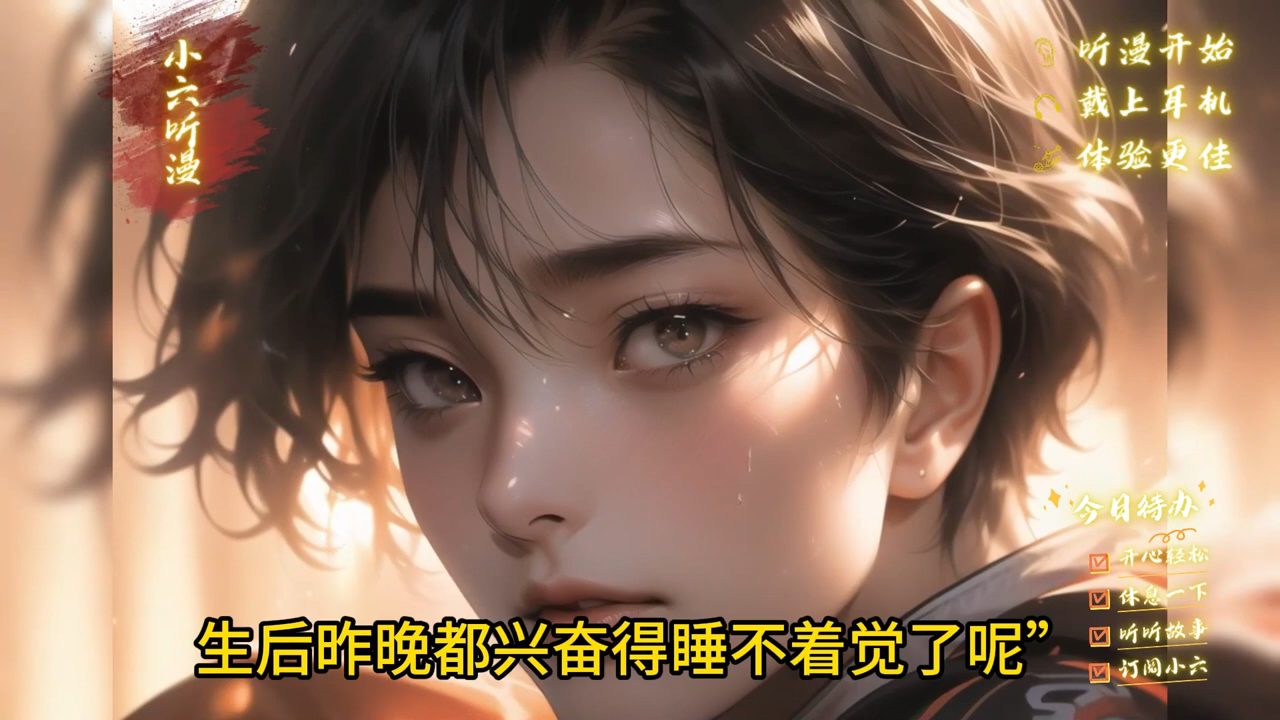 小六听漫
听漫开始
戴上耳机
体验更佳
今日待办
开心轻松
休息一下
听听故事
订阅小六
生后昨晚都兴奋得睡不着觉了呢”